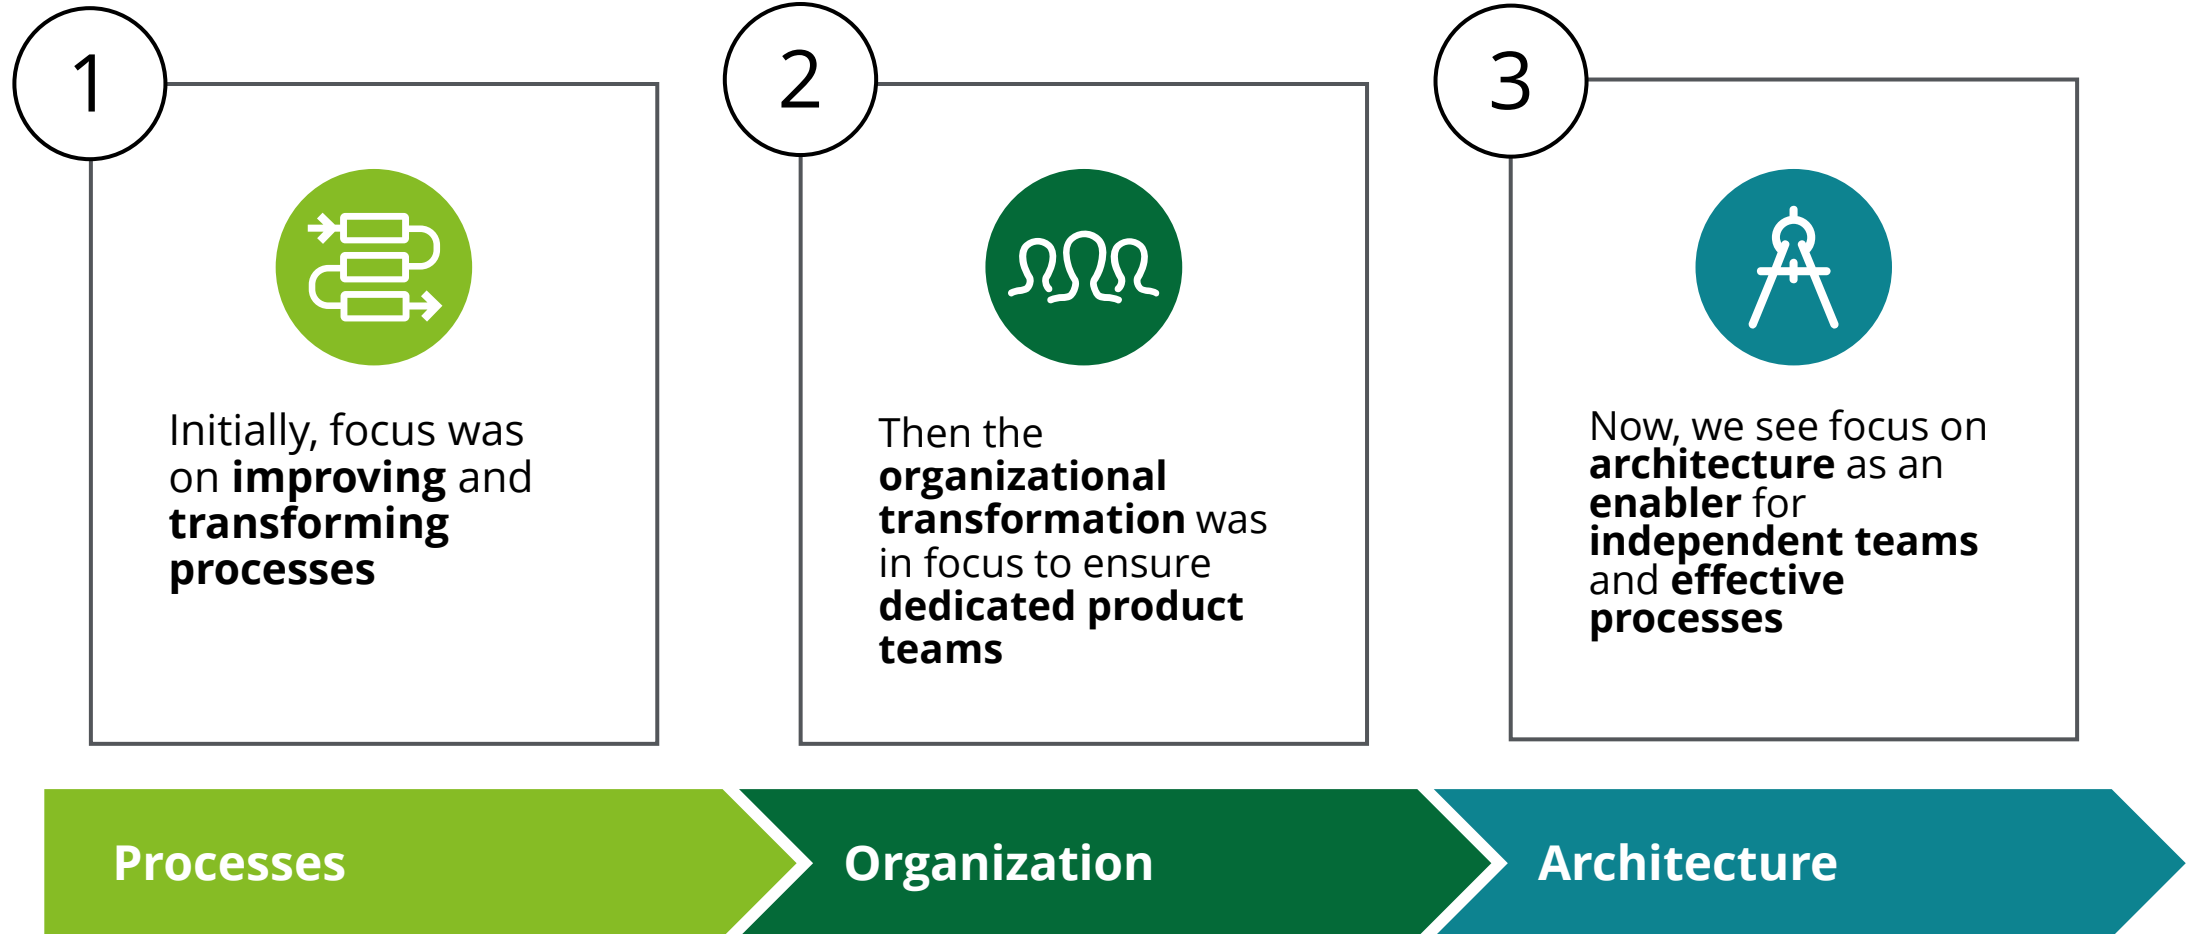 1
Initially, focus was
on improving and
transforming
processes
2
Then the
organizational
transformation was
in focus to ensure
dedicated product
teams
3
Now, we see focus on
architecture as an
enabler for
independent teams
and effective
processes
Processes
Organization
Architecture